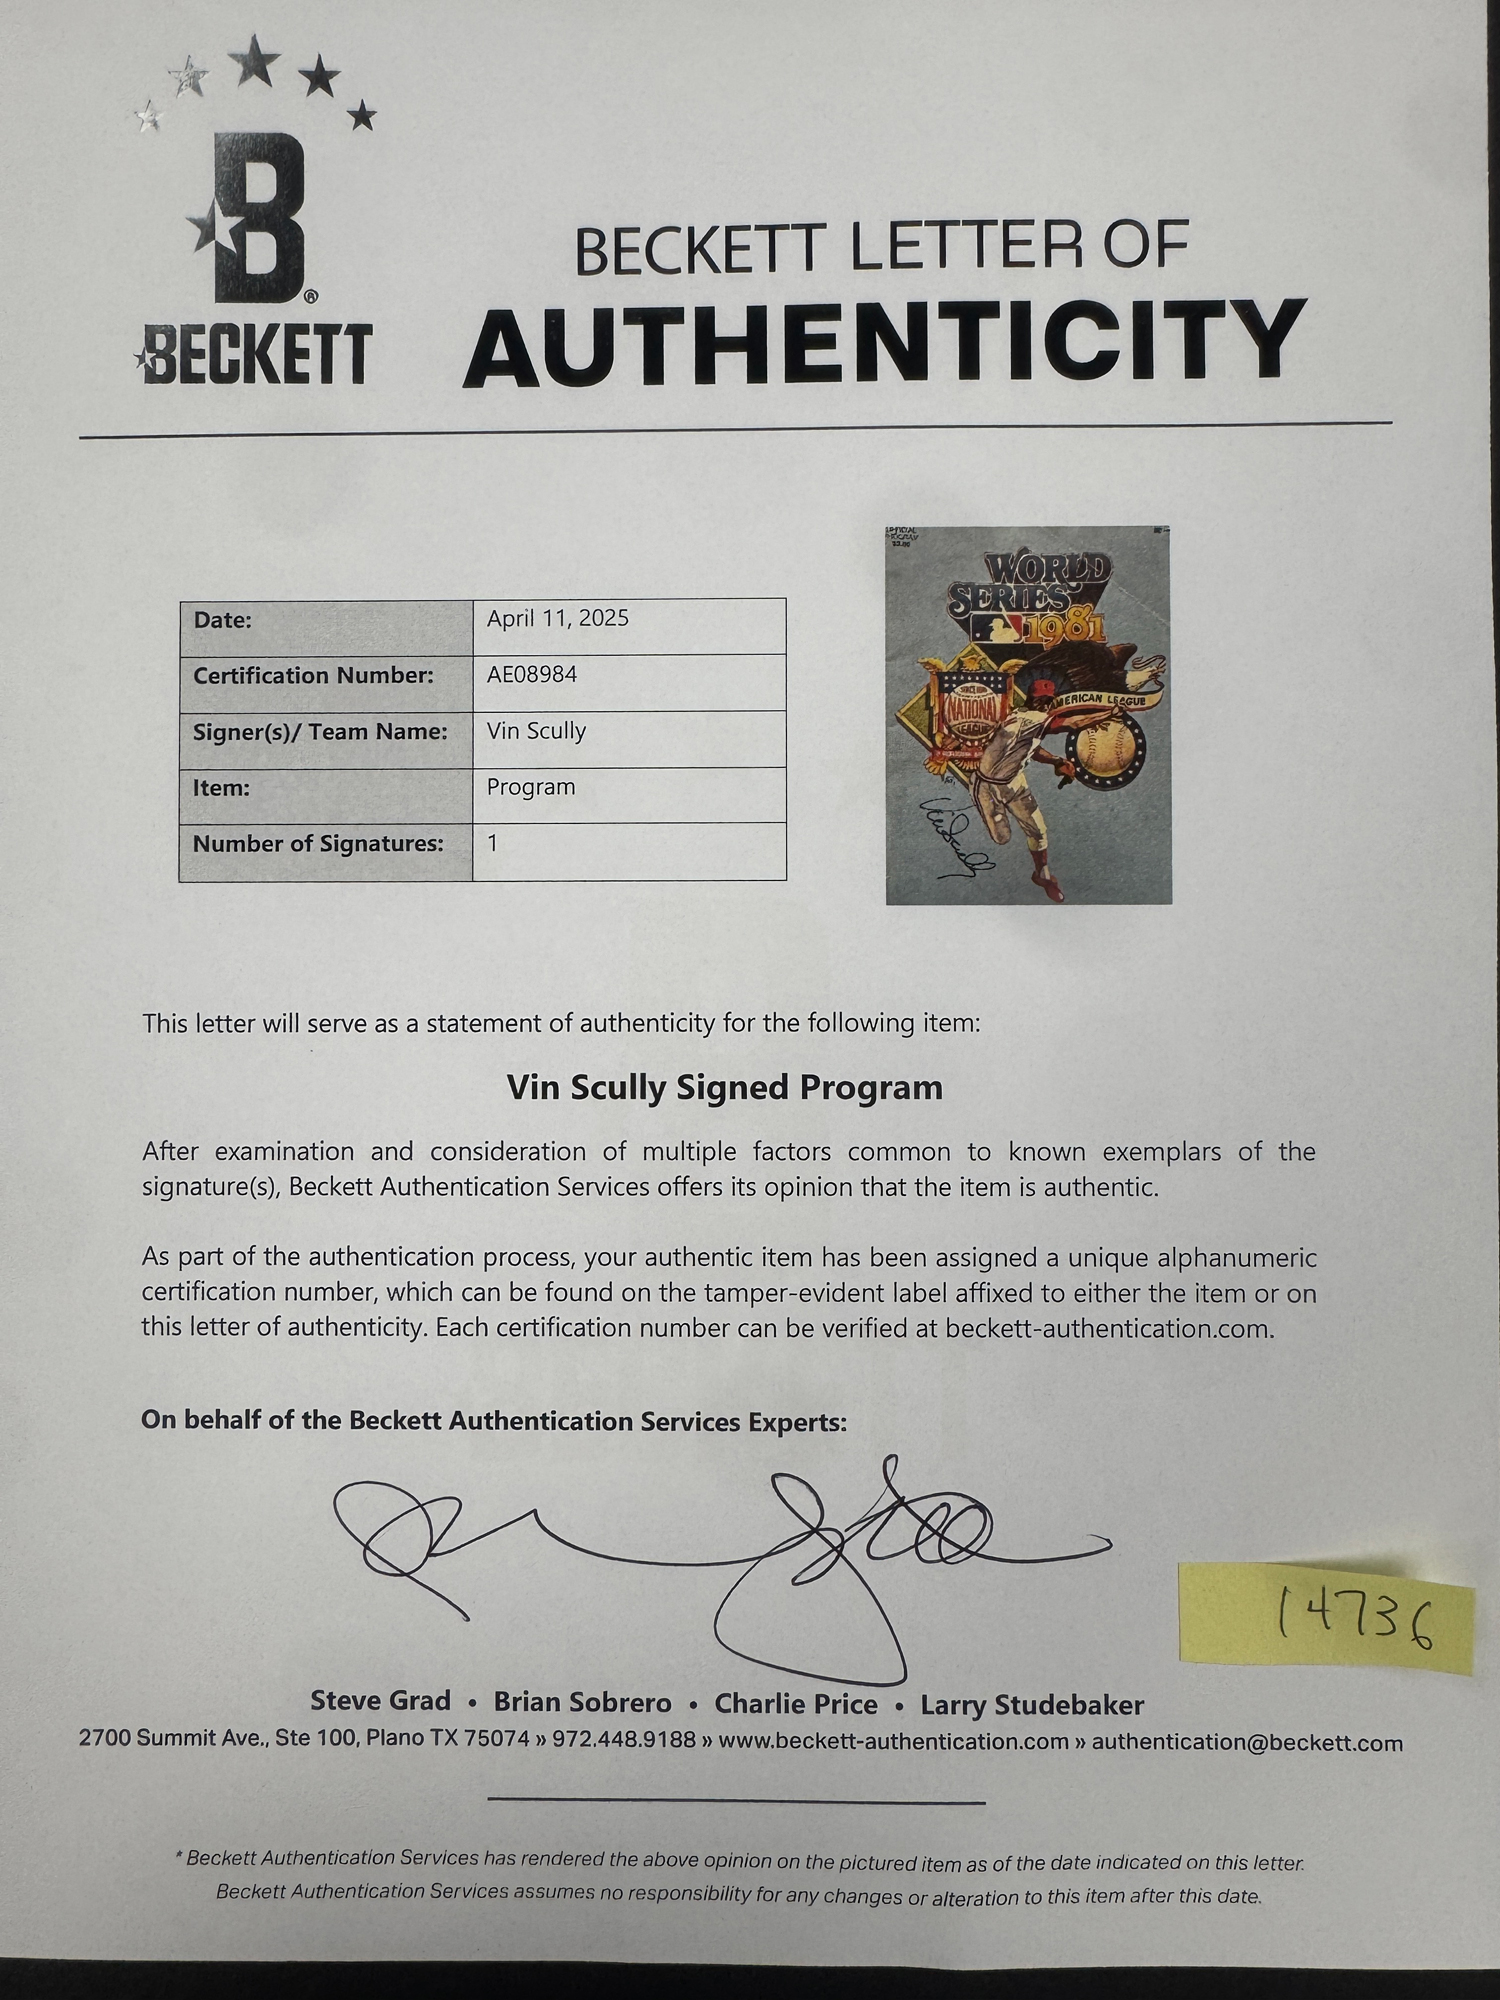 B®
BECKETT
BECKETT LETTER OF
AUTHENTICITY
Date: April 11, 2025
Certification Number: AE08984
Signer(s)/ Team Name: Vin Scully
Item: Program
Number of Signatures: 1
WORLD
SERIES
1981
NATIONAL
LEAGUE
AMERICAN LEAGUE
Vin Scully
This letter will serve as a statement of authenticity for the following item:
Vin Scully Signed Program
After examination and consideration of multiple factors common to known exemplars of the
signature(s), Beckett Authentication Services offers its opinion that the item is authentic.
As part of the authentication process, your authentic item has been assigned a unique alphanumeric
certification number, which can be found on the tamper-evident label affixed to either the item or on
this letter of authenticity. Each certification number can be verified at beckett-authentication.com.
On behalf of the Beckett Authentication Services Experts:
14736
Steve Grad • Brian Sobrero • Charlie Price • Larry Studebaker
2700 Summit Ave., Ste 100, Plano TX 75074 » 972.448.9188 » www.beckett-authentication.com » authentication@beckett.com
* Beckett Authentication Services has rendered the above opinion on the pictured item as of the date indicated on this letter.
Beckett Authentication Services assumes no responsibility for any changes or alteration to this item after this date.